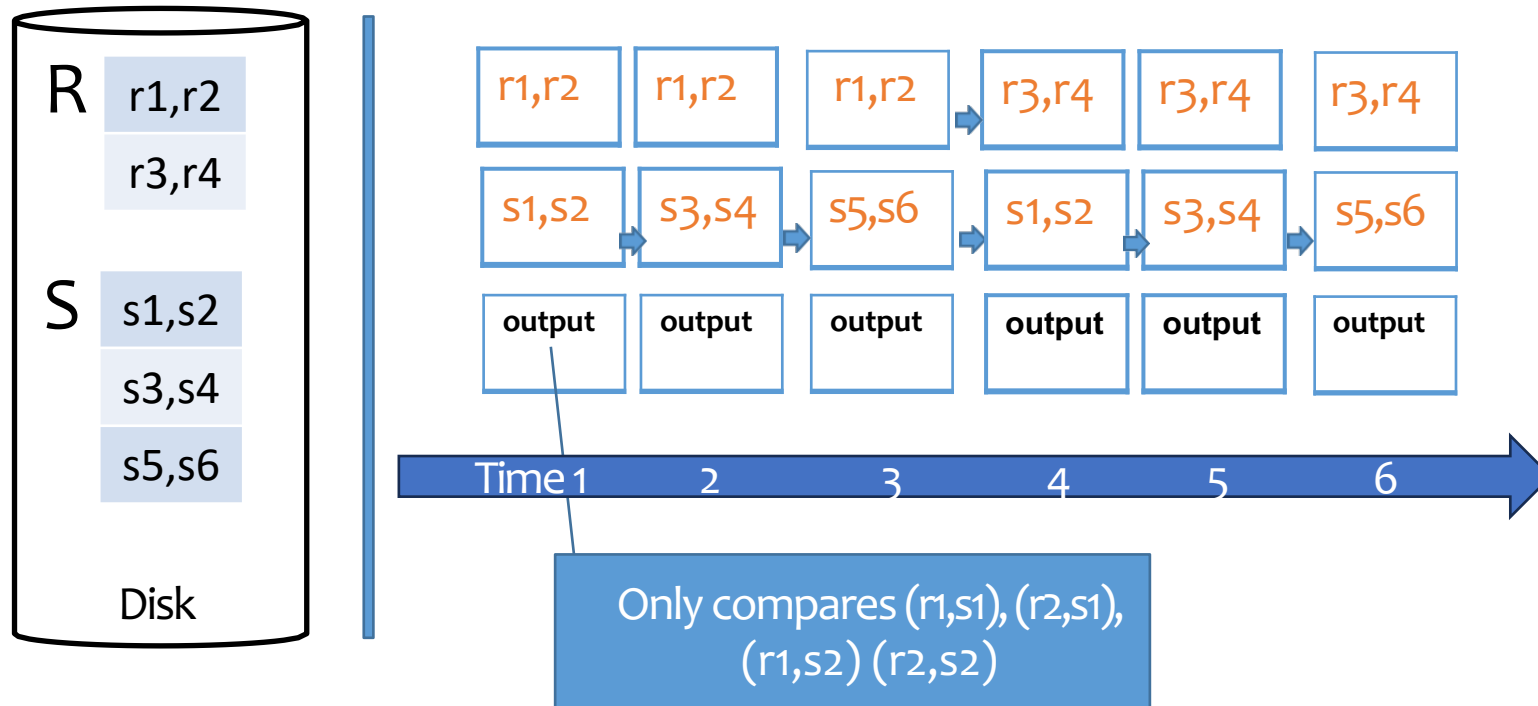 R
r1,r2
r3,r4
S
s1,s2
s3,s4
s5,s6
Disk
r1,r2 r1,r2 r1,r2 r3,r4 r3,r4 r3,r4
s1,s2 s3,s4 s5,s6 s1,s2 s3,s4 s5,s6
output output output output output output
Time 1 2 3 4 5 6
Only compares (r1,s1), (r2,s1),
(r1,s2) (r2,s2)